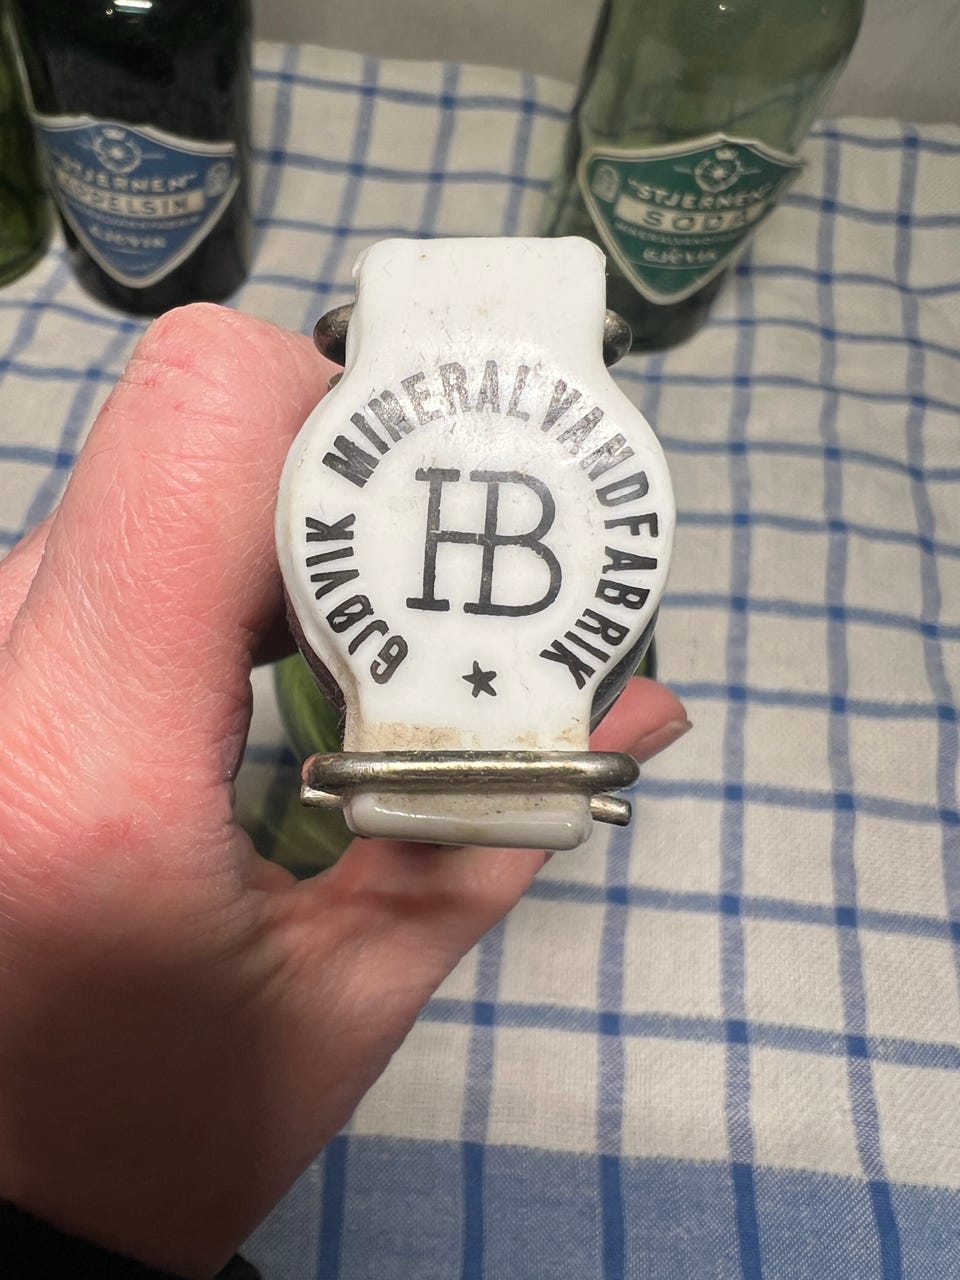 "STJERNEN"
APPELSIN
GJØVIK
"STJERNEN"
SODA
GJØVIK
GJØVIK MINERALVANDFABRIK
HB